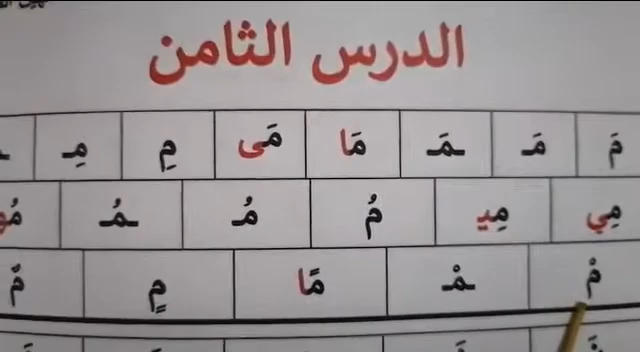 الدرس الثامن
مَ مَـ ـمَـ مَا مَى مِ مِـ
مِي مِيـ مُ مُـ ـمُـ
مْ ـمْـ مًا مٍ